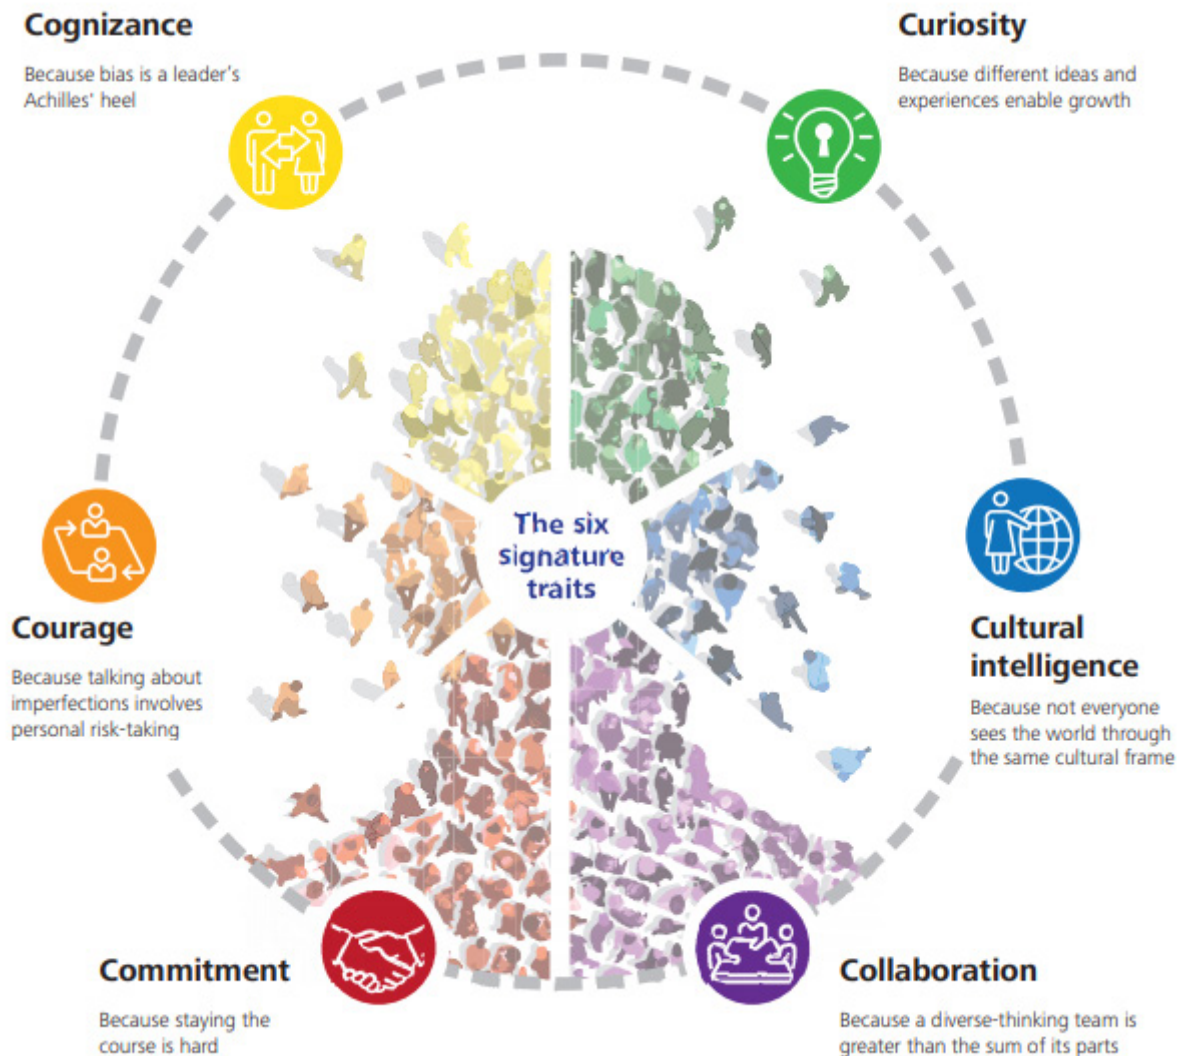 Cognizance
Because bias is a leader's
Achilles' heel
Curiosity
Because different ideas and
experiences enable growth
The six
signature
traits
Courage
Because talking about
imperfections involves
personal risk-taking
Cultural
intelligence
Because not everyone
sees the world through
the same cultural frame
Commitment
Because staying the
course is hard
Collaboration
Because a diverse-thinking team is
greater than the sum of its parts